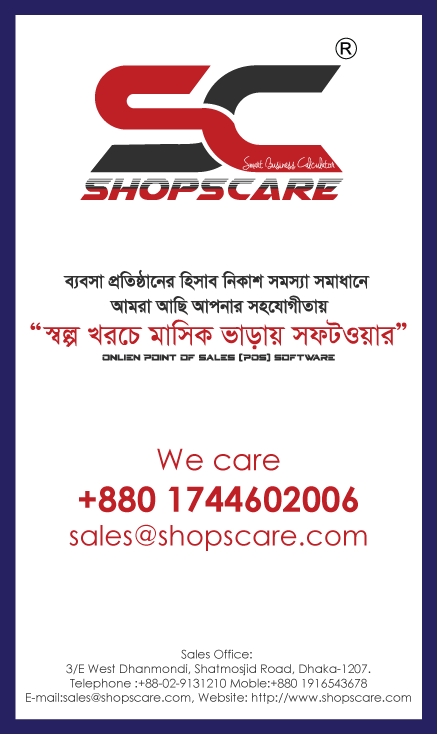 ®
SC
Smart Business Calculator
SHOPSCARE
ব্যবসা প্রতিষ্ঠানের হিসাব নিকাশ সমস্যা সমাধানে
আমরা আছি আপনার সহযোগীতায়
“স্বল্প খরচে মাসিক ভাড়ায় সফটওয়ার”
ONLIEN POINT OF SALES (POS) SOFTWARE
We care
+880 1744602006
sales@shopscare.com
Sales Office:
3/E West Dhanmondi, Shatmosjid Road, Dhaka-1207.
Telephone :+88-02-9131210 Moble:+880 1916543678
E-mail:sales@shopscare.com, Website: http://www.shopscare.com